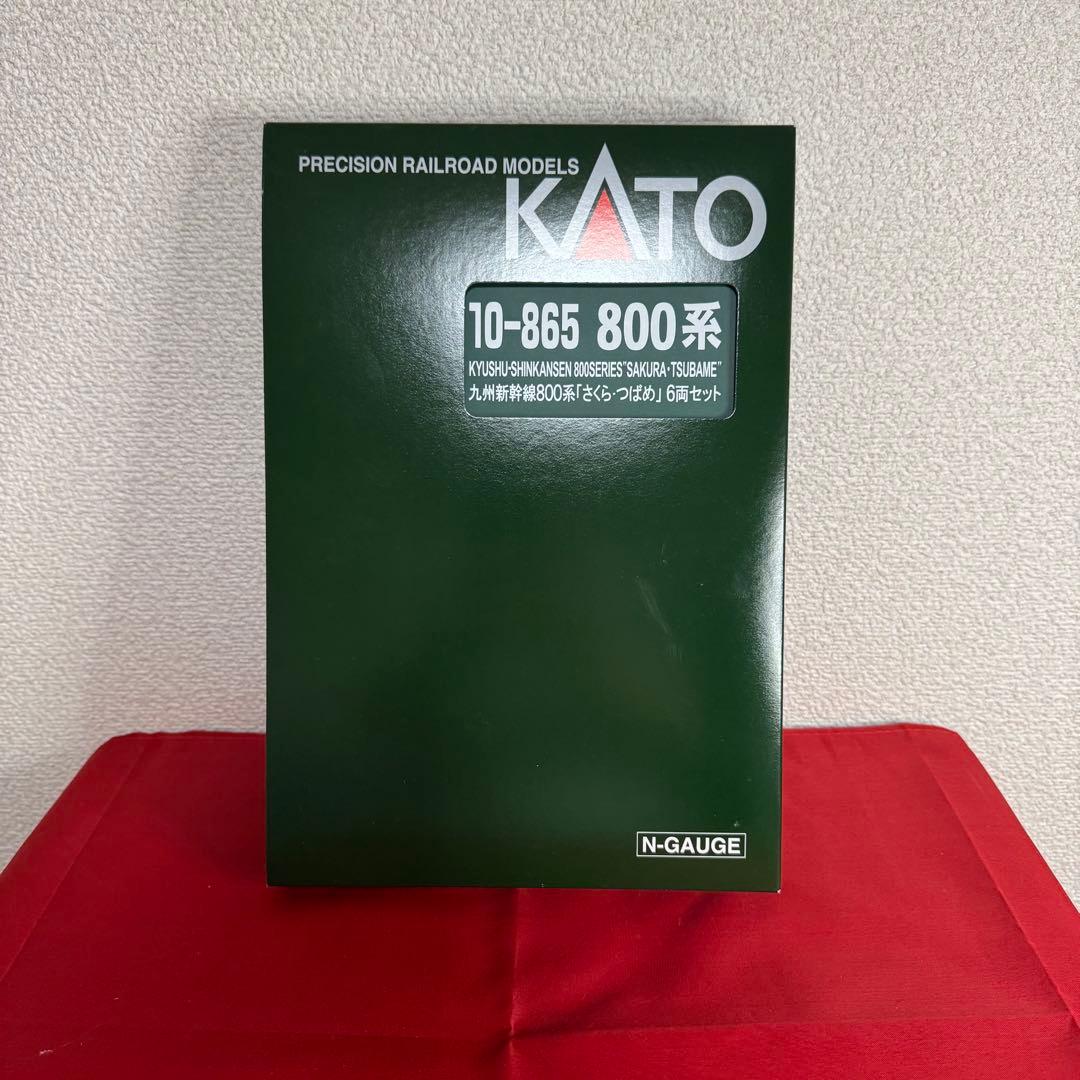 PRECISION RAILROAD MODELS
KATO
10-865 800系
KYUSHU-SHINKANSEN 800SERIES"SAKURA・TSUBAME"
九州新幹線800系「さくら・つばめ」6両セット
N-GAUGE